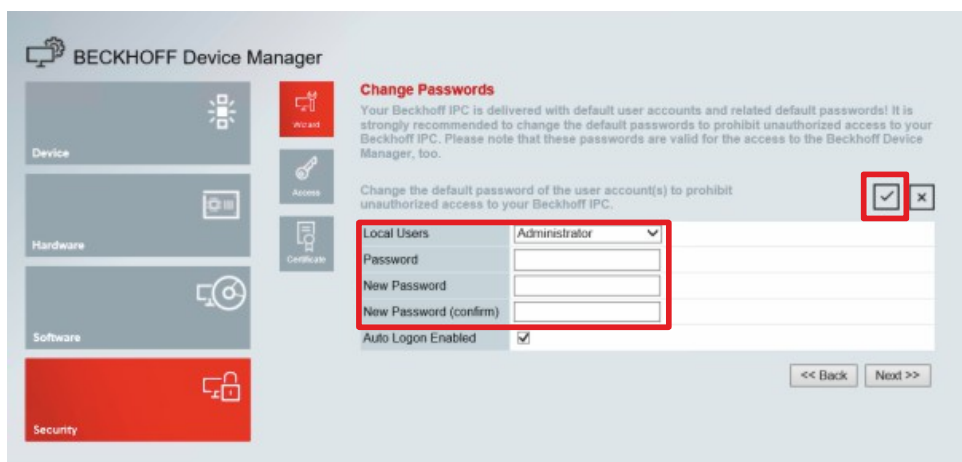 BECKHOFF Device Manager
Device
Hardware
Software
Security
Wizard
Access
Certificate
Change Passwords
Your Beckhoff IPC is delivered with default user accounts and related default passwords! It is
strongly recommended to change the default passwords to prohibit unauthorized access to your
Beckhoff IPC. Please note that these passwords are valid for the access to the Beckhoff Device
Manager, too.
Change the default password of the user account(s) to prohibit
unauthorized access to your Beckhoff IPC.
Local Users Administrator
Password
New Password
New Password (confirm)
Auto Logon Enabled
<< Back Next >>